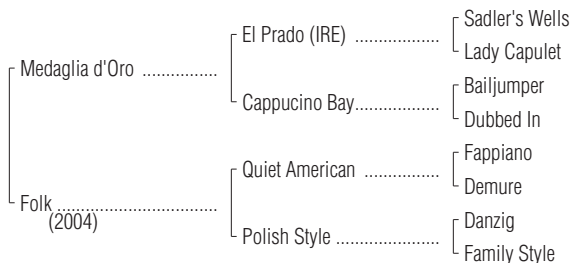 Sadler's Wells
El Prado (IRE) ..................
Lady Capulet
Medaglia d'Oro ................
Bailjumper
Cappucino Bay..................
Dubbed In
Fappiano
Quiet American ................
Demure
Folk ..................................
(2004)
Danzig
Polish Style ......................
Family Style